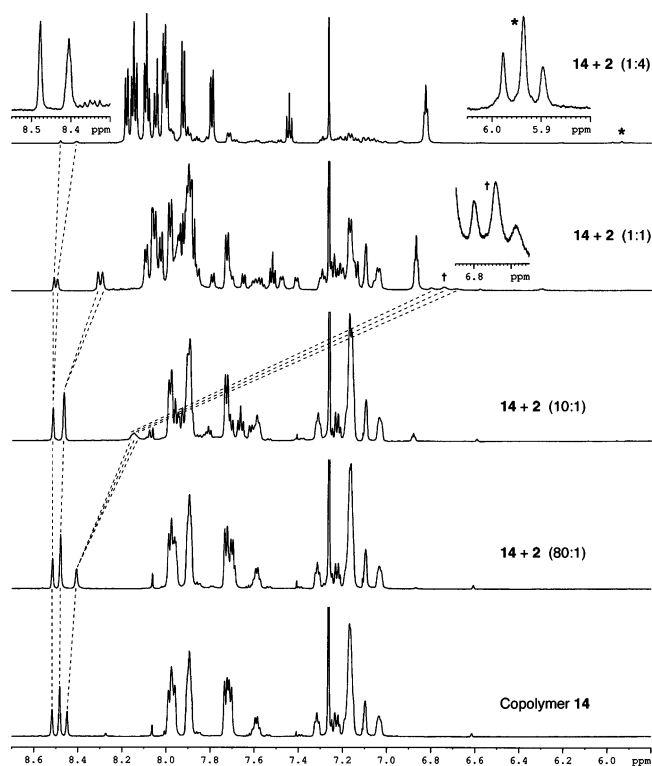 *
14 + 2 (1:4)
8.5 8.4 ppm
6.0 5.9 ppm
*
†
14 + 2 (1:1)
6.8 ppm
†
14 + 2 (10:1)
14 + 2 (80:1)
Copolymer 14
8.6 8.4 8.2 8.0 7.8 7.6 7.4 7.2 7.0 6.8 6.6 6.4 6.2 6.0 ppm